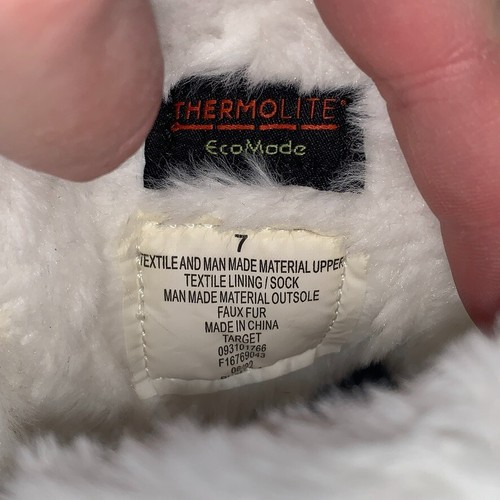 THERMOLITE®
EcoMode
7
TEXTILE AND MAN MADE MATERIAL UPPER
TEXTILE LINING/SOCK
MAN MADE MATERIAL OUTSOLE
FAUX FUR
MADE IN CHINA
TARGET
093101766
F16769043